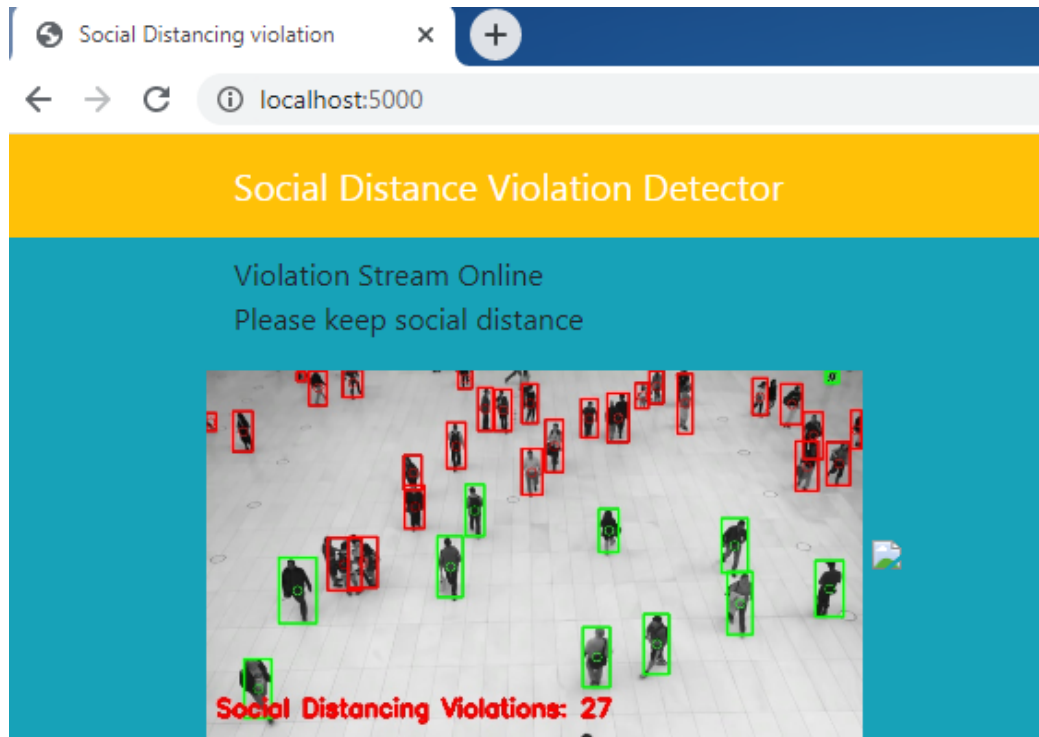 Social Distancing violation
localhost:5000
Social Distance Violation Detector
Violation Stream Online
Please keep social distance
Social Distancing Violations: 27